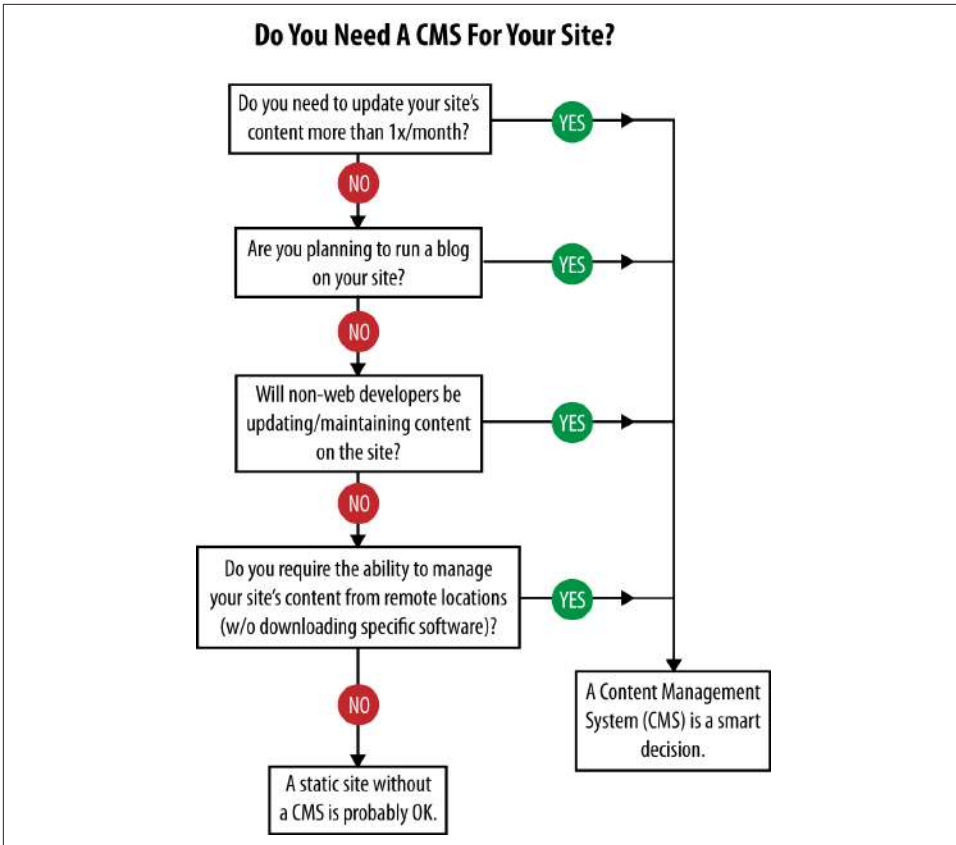 Do You Need A CMS For Your Site?
Do you need to update your site's
content more than 1x/month?
YES
NO
Are you planning to run a blog
on your site?
YES
NO
Will non-web developers be
updating/maintaining content
on the site?
YES
NO
Do you require the ability to manage
your site's content from remote locations
(w/o downloading specific software)?
YES
NO
A Content Management
System (CMS) is a smart
decision.
A static site without
a CMS is probably OK.